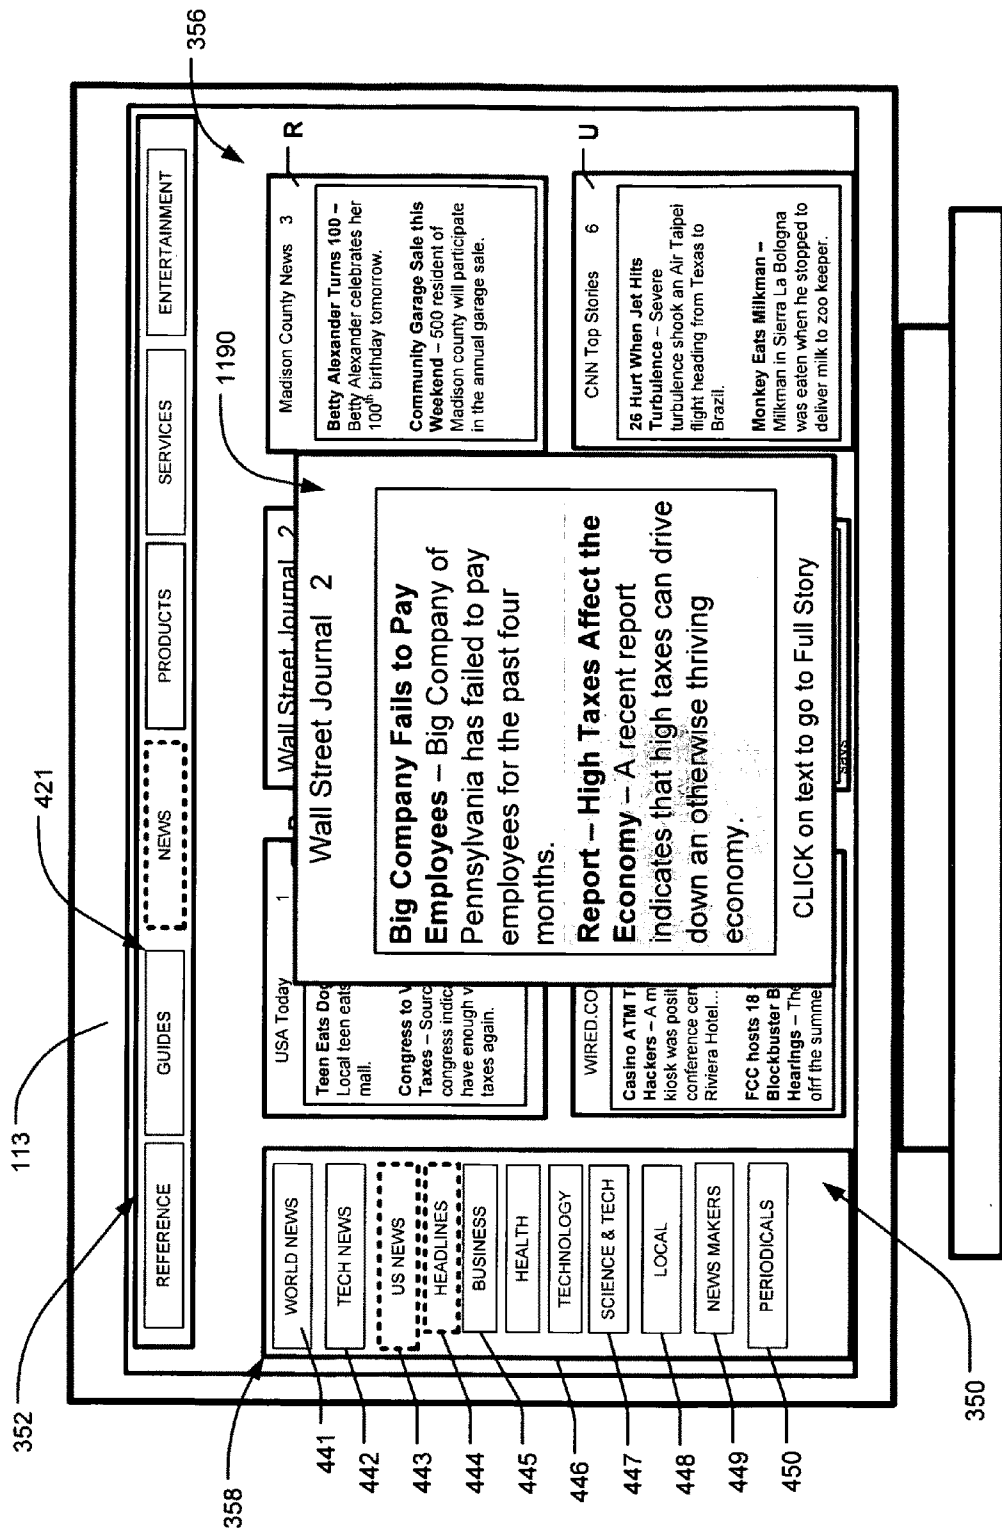 352
113
421
REFERENCE
GUIDES
NEWS
PRODUCTS
SERVICES
ENTERTAINMENT
356
358
441
442
443
444
445
446
447
448
449
450
WORLD NEWS
TECH NEWS
US NEWS
HEADLINES
BUSINESS
HEALTH
TECHNOLOGY
SCIENCE & TECH
LOCAL
NEWS MAKERS
PERIODICALS
350
USA Today 1
Teen Eats Do
Local teen eats
mall.
Congress to V
Taxes – Sourc
congress indica
have enough v
taxes again.
Wall Street Journal 2
1190
Wall Street Journal 2
Big Company Fails to Pay
Employees – Big Company of
Pennsylvania has failed to pay
employees for the past four
months.
Report – High Taxes Affect the
Economy – A recent report
indicates that high taxes can drive
down an otherwise thriving
economy.
CLICK on text to go to Full Story
Madison County News 3
R
Betty Alexander Turns 100 –
Betty Alexander celebrates her
100th birthday tomorrow.
Community Garage Sale this
Weekend – 500 resident of
Madison county will participate
in the annual garage sale.
WIRED.CO
Casino ATM T
Hackers – A m
kiosk was posit
conference cen
Riviera Hotel...
FCC hosts 18
Blockbuster B
Hearings – The
offf the summer
says
CNN Top Stories 6
U
26 Hurt When Jet Hits
Turbulence – Severe
turbulence shook an Air Taipei
flight heading from Texas to
Brazil.
Monkey Eats Milkman –
Milkman in Sierra La Bologna
was eaten when he stopped to
deliver milk to zoo keeper.